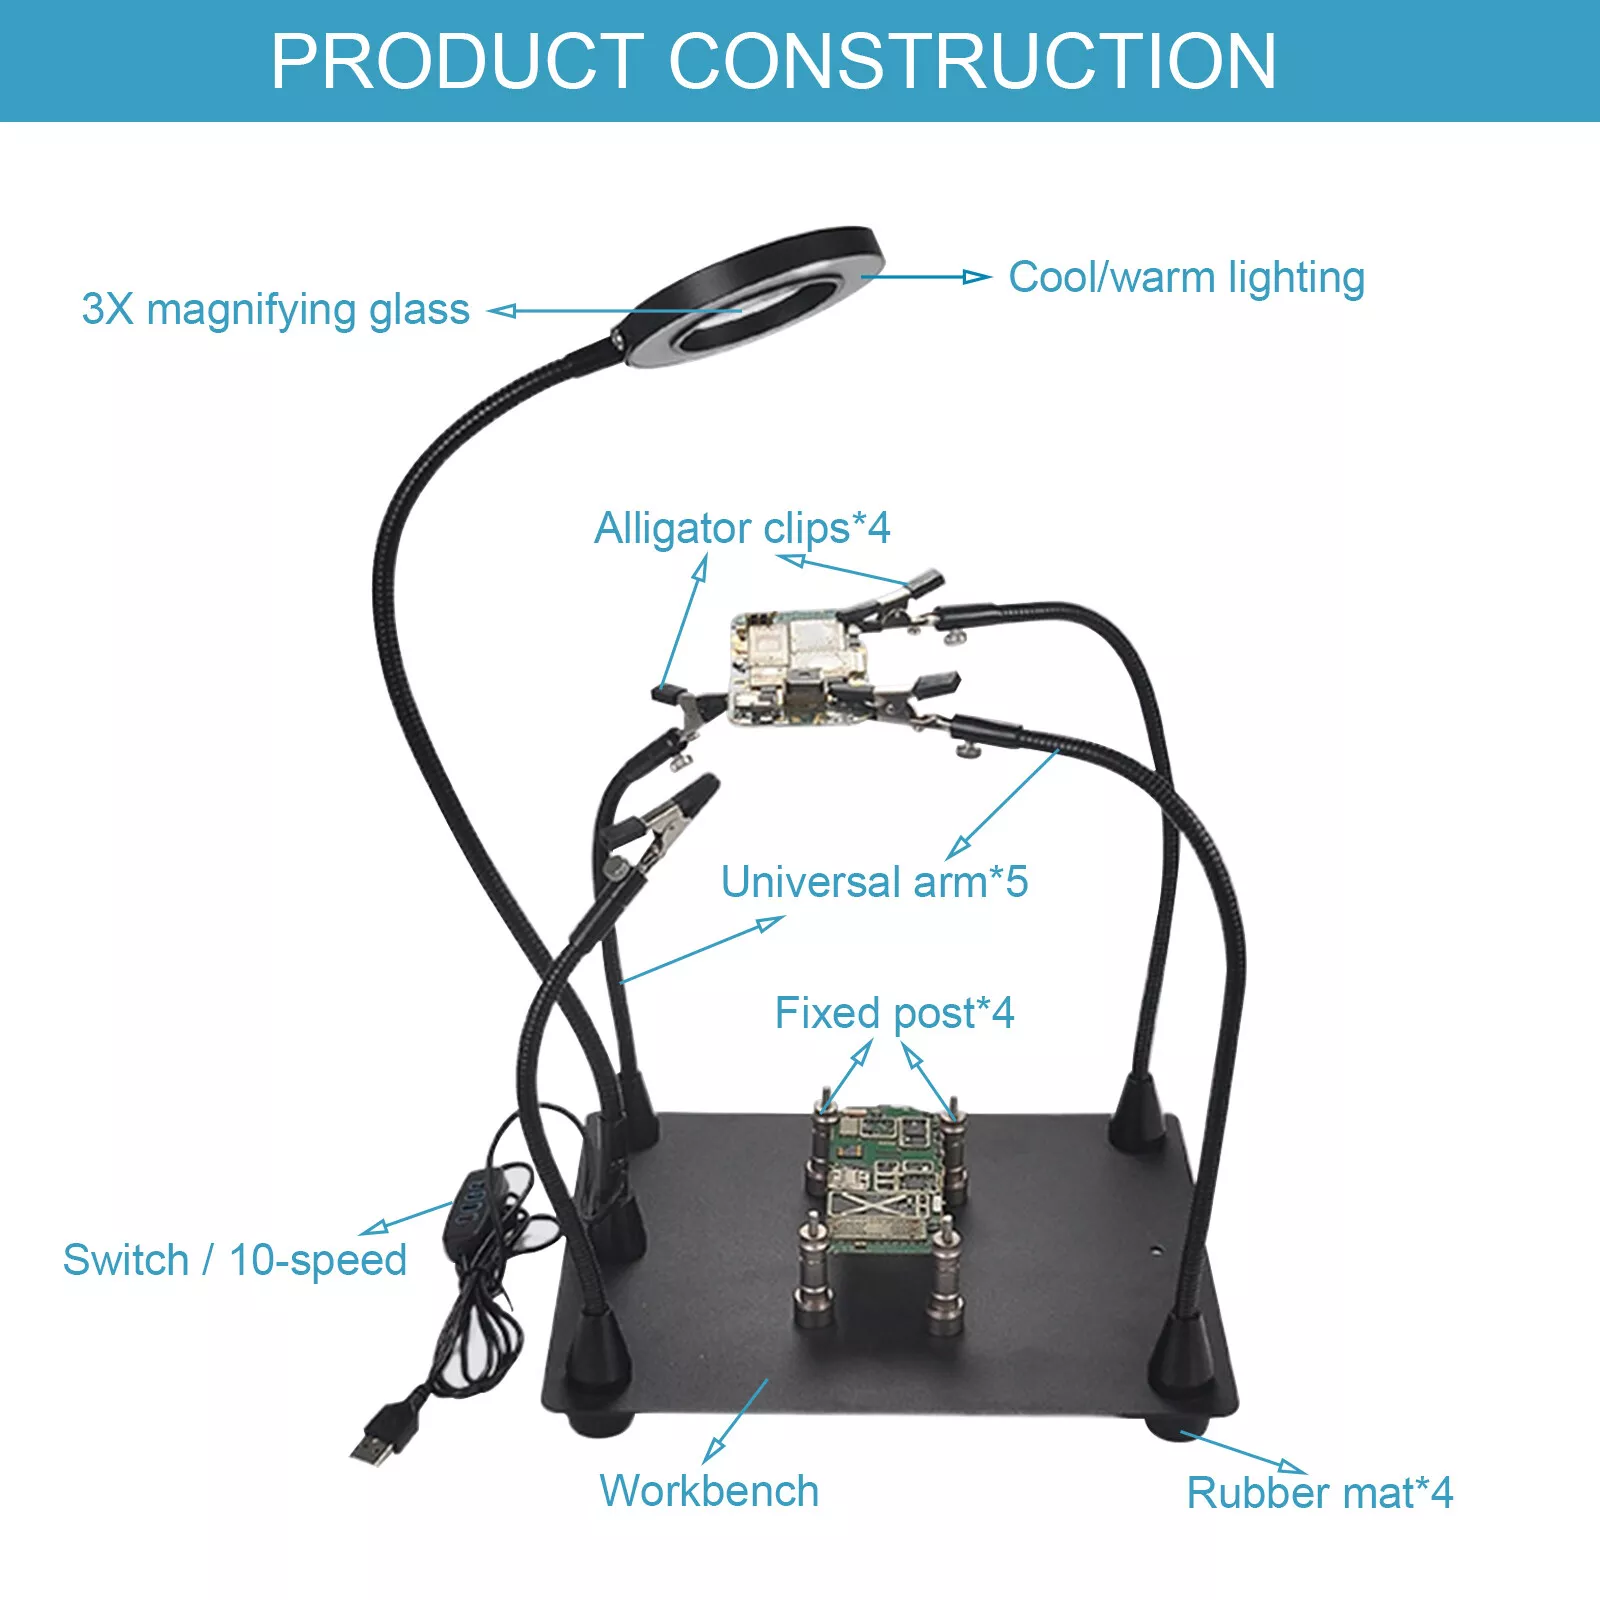 PRODUCT CONSTRUCTION
Cool/warm lighting
3X magnifying glass
Alligator clips*4
Universal arm*5
Fixed post*4
Switch / 10-speed
Workbench
Rubber mat*4